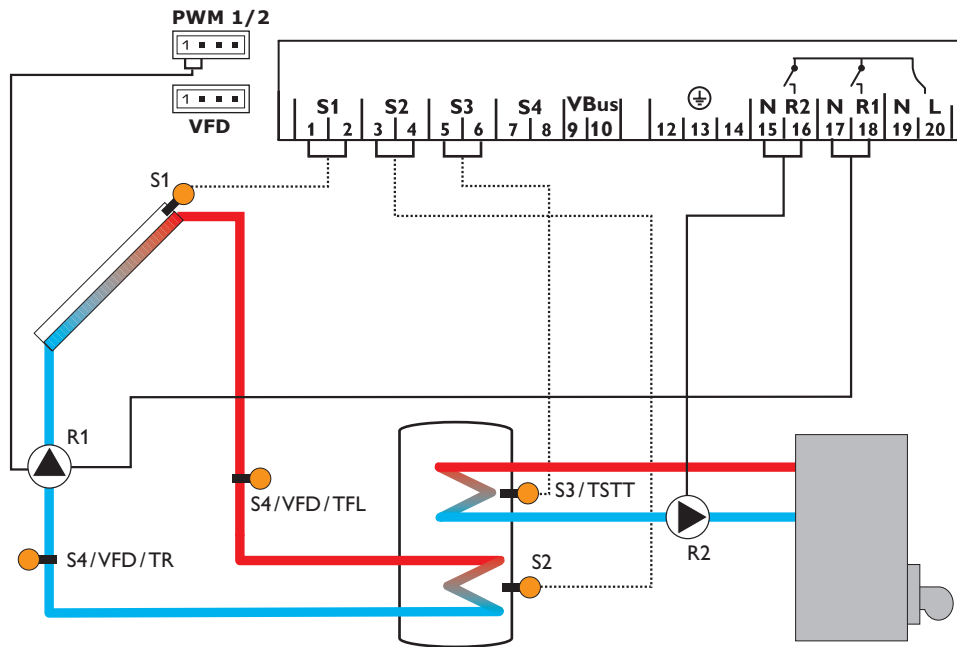 PWM 1/2
1
1
VFD
S1 S2 S3 S4 VBus ⏚ N R2 N R1 N L
1 2 3 4 5 6 7 8 9 10 12 13 14 15 16 17 18 19 20
S1
R1
S4/VFD/TFL
S3/TSTT
R2
S4/VFD/TR
S2